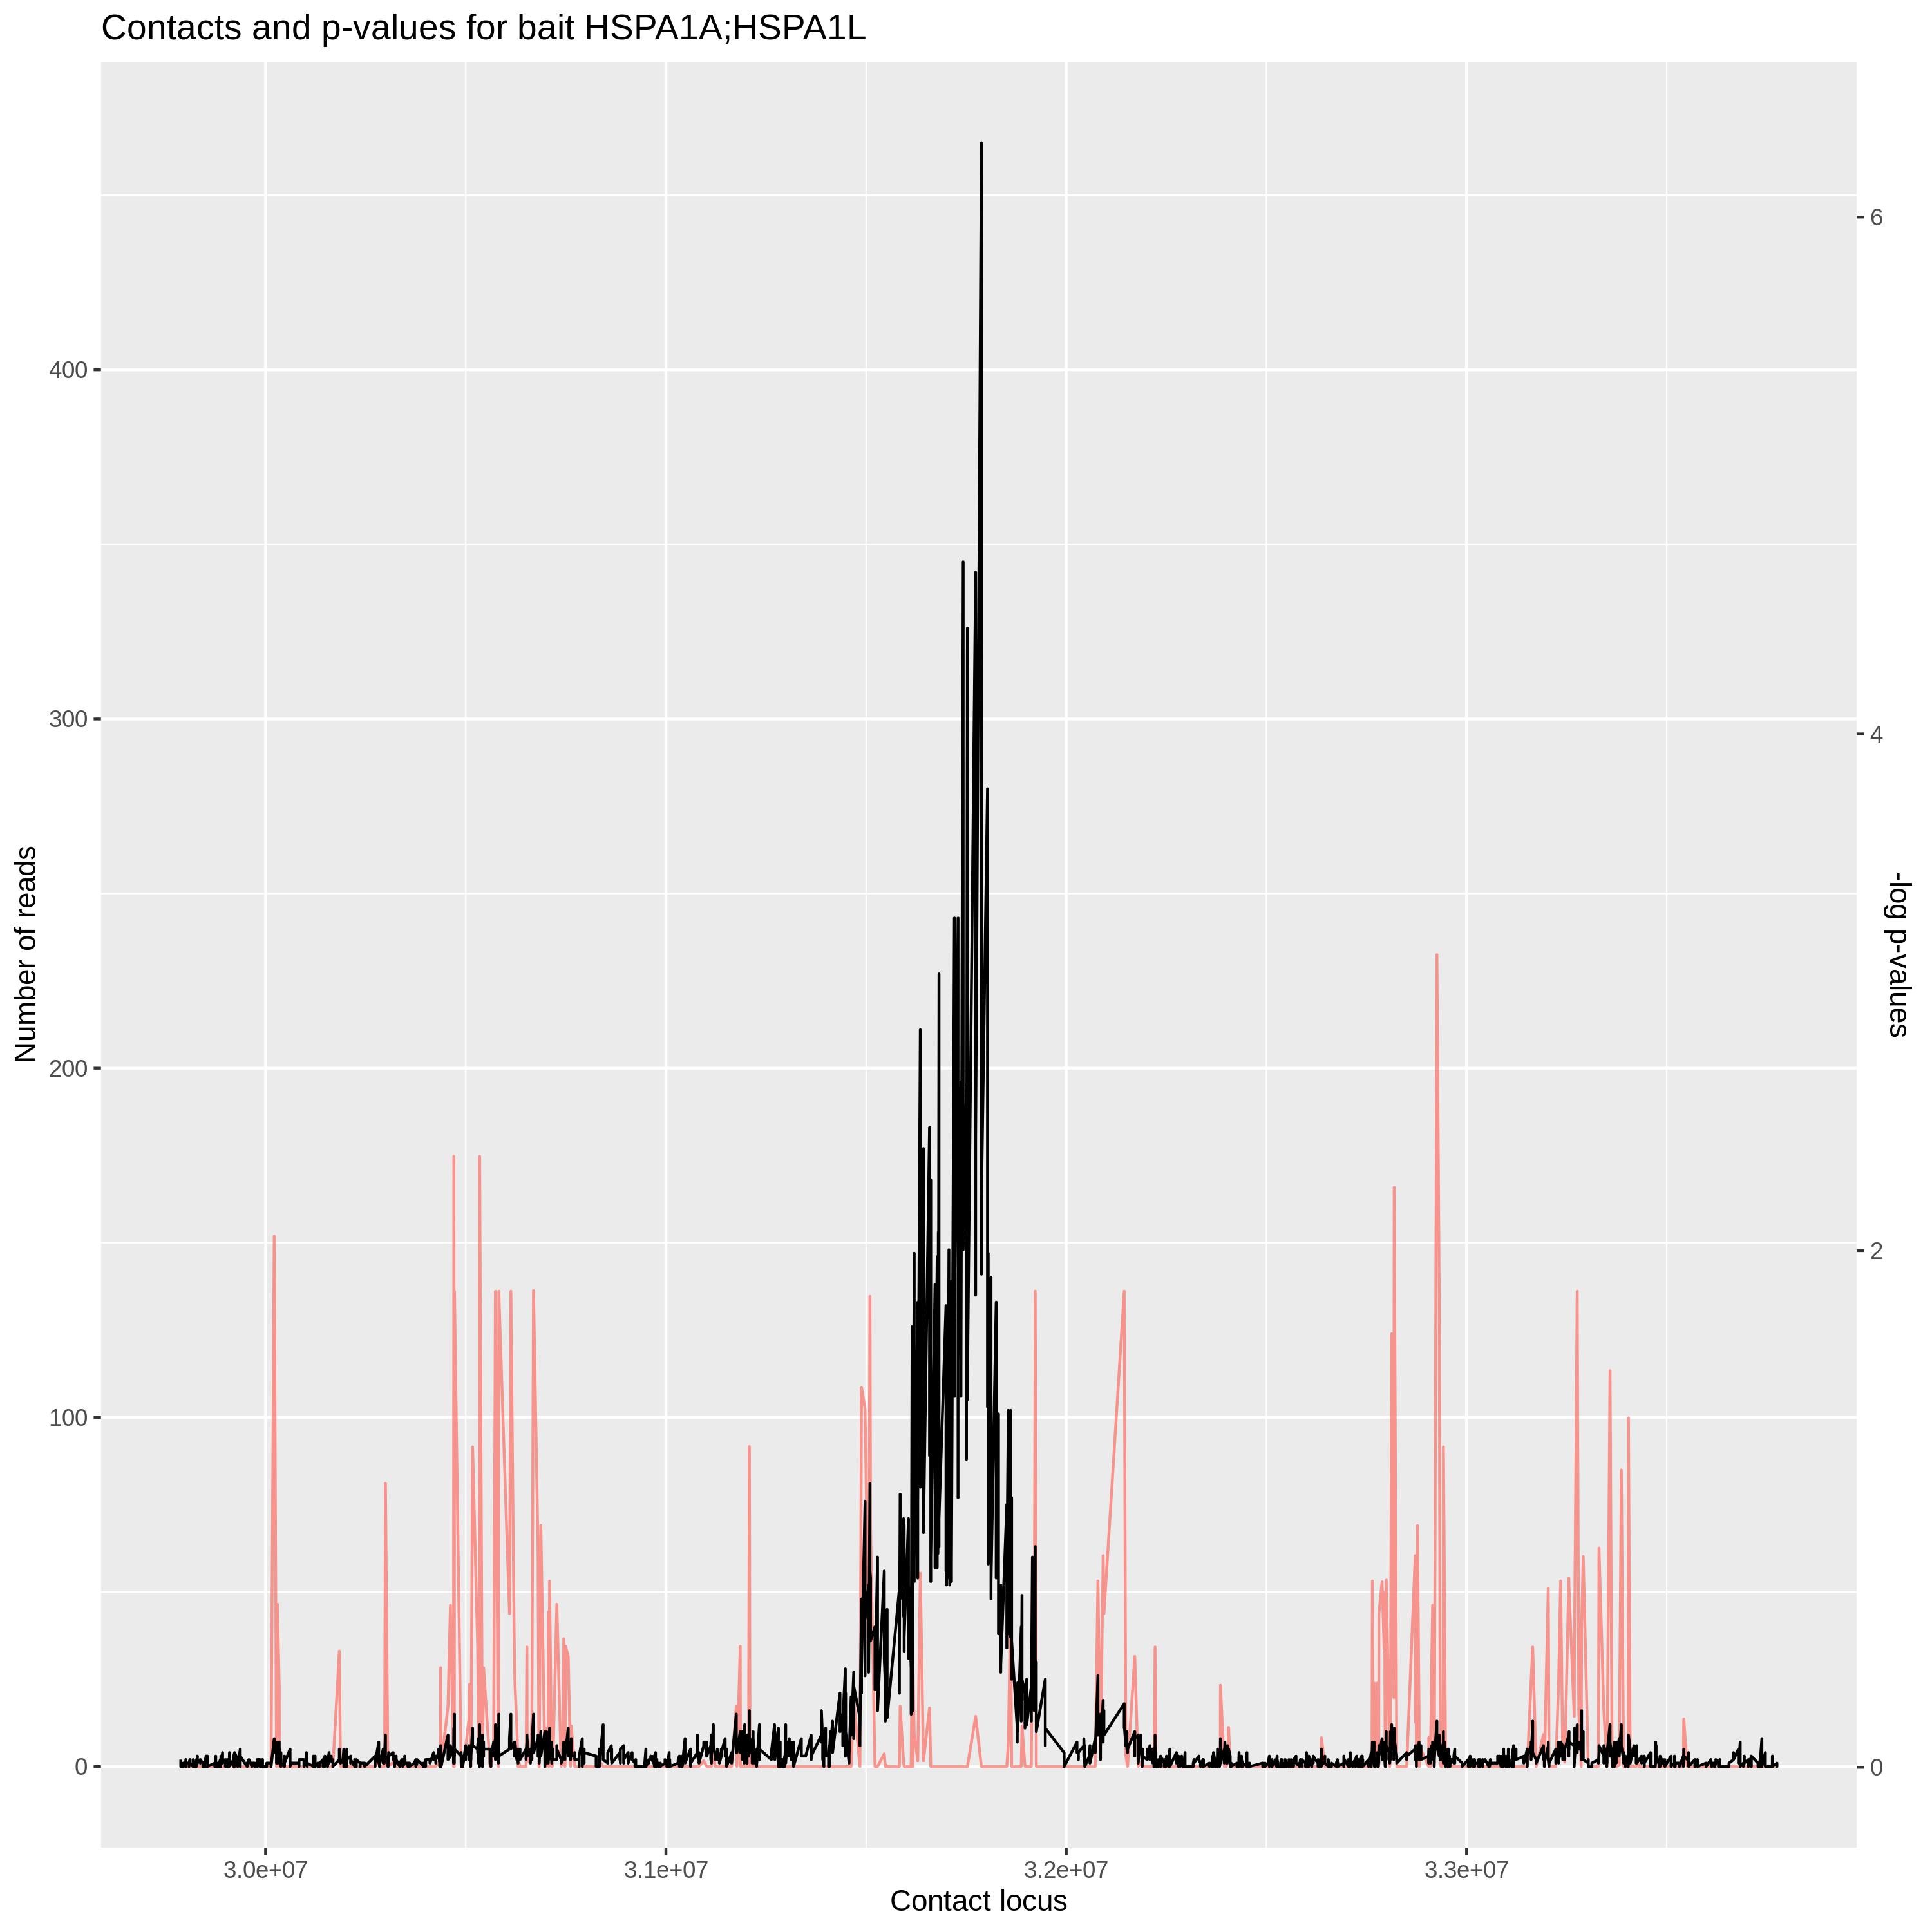 Contacts and p-values for bait HSPA1A;HSPA1L
Number of reads
400
300
200
100
0
6
4
2
0
-log p-values
3.0e+07 3.1e+07 3.2e+07 3.3e+07
Contact locus